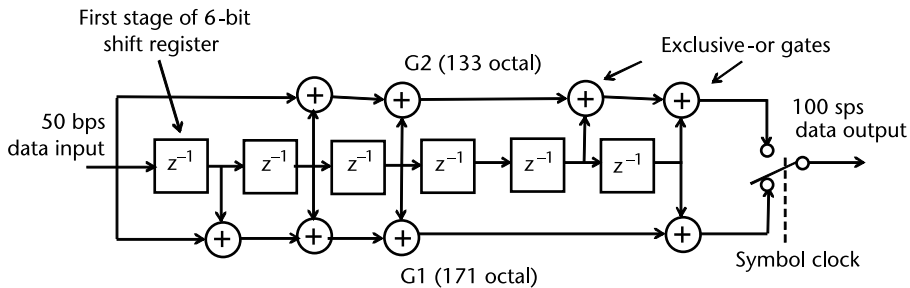 First stage of 6-bit
shift register
G2 (133 octal)
Exclusive-or gates
50 bps
data input
100 sps
data output
z⁻¹
z⁻¹
z⁻¹
z⁻¹
z⁻¹
z⁻¹
G1 (171 octal)
Symbol clock